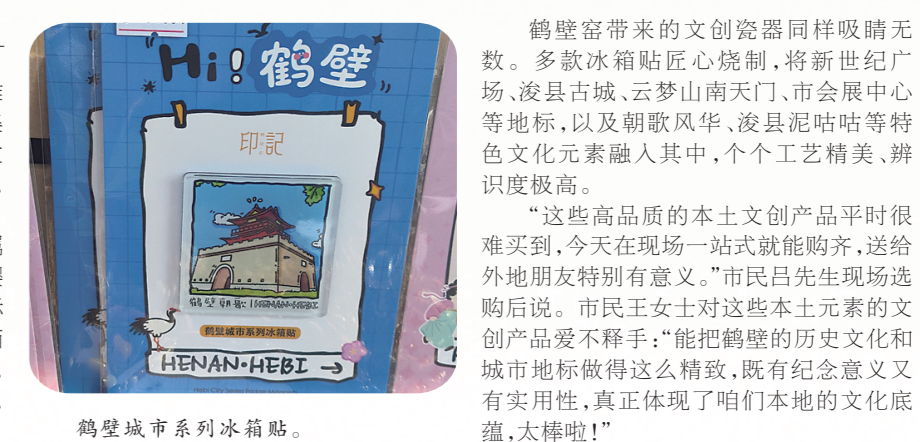 Hi!鹤壁
印記
鹤壁 朝歌 | HENAN·HEBI
鹤壁城市系列冰箱贴
HENAN·HEBI
鹤壁城市系列冰箱贴。
鹤壁窑带来的文创瓷器同样吸睛无
数。多款冰箱贴匠心烧制,将新世纪广
场、浚县古城、云梦山南天门、市会展中心
等地标,以及朝歌风华、浚县泥咕咕等特
色文化元素融入其中,个个工艺精美、辨
识度极高。
“这些高品质的本土文创产品平时很
难买到,今天在现场一站式就能购齐,送给
外地朋友特别有意义。”市民吕先生现场选
购后说。市民王女士对这些本土元素的文
创产品爱不释手:“能把鹤壁的历史文化和
城市地标做得这么精致,既有纪念意义又
有实用性,真正体现了咱们本地的文化底
蕴,太棒啦!”